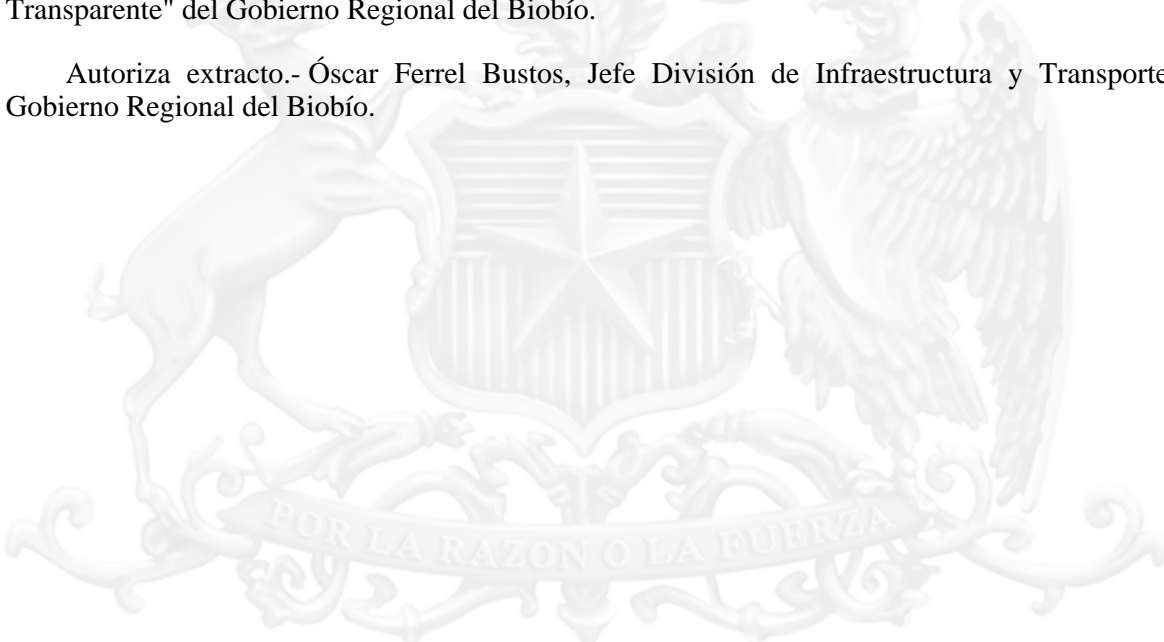 Transparente" del Gobierno Regional del Biobío.
Autoriza extracto.- Óscar Ferrel Bustos, Jefe División de Infraestructura y Transporte
Gobierno Regional del Biobío.
POR LA RAZON O LA FUERZA